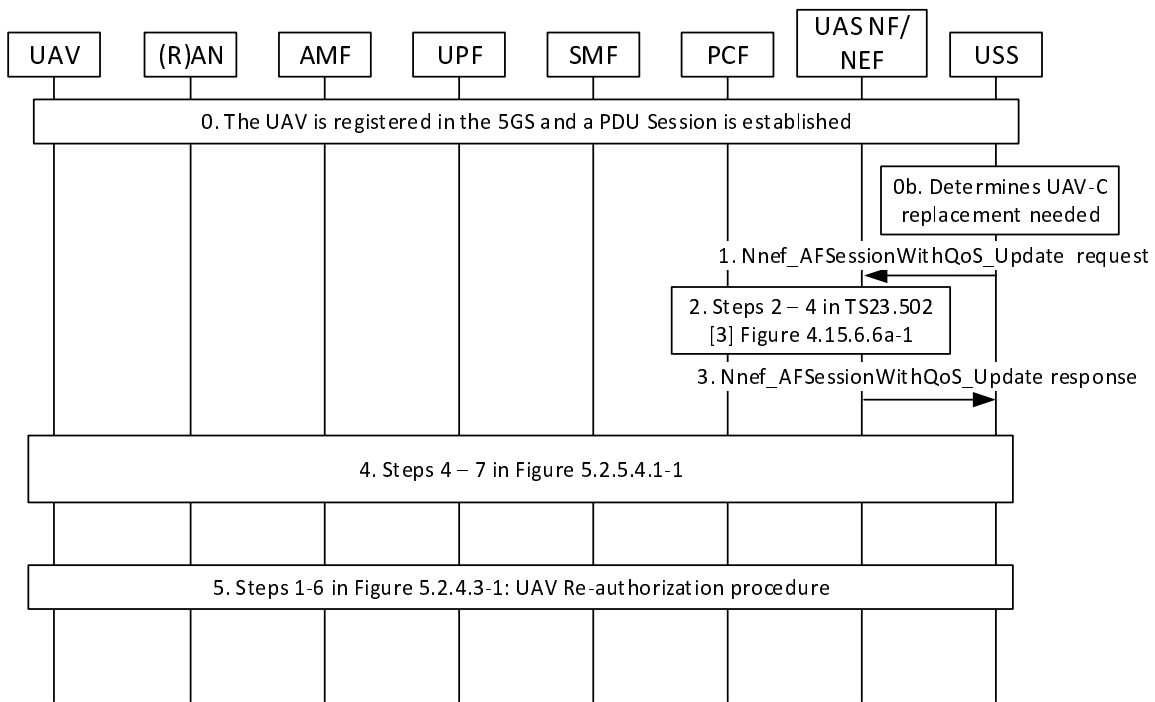 UAV
(R)AN
AMF
UPF
SMF
PCF
UAS NF/
NEF
USS
0. The UAV is registered in the 5GS and a PDU Session is established
0b. Determines UAV-C
replacement needed
1. Nnef_AFSessionWithQoS_Update request
2. Steps 2 – 4 in TS23.502
[3] Figure 4.15.6.6a-1
3. Nnef_AFSessionWithQoS_Update response
4. Steps 4 – 7 in Figure 5.2.5.4.1-1
5. Steps 1-6 in Figure 5.2.4.3-1: UAV Re-authorization procedure